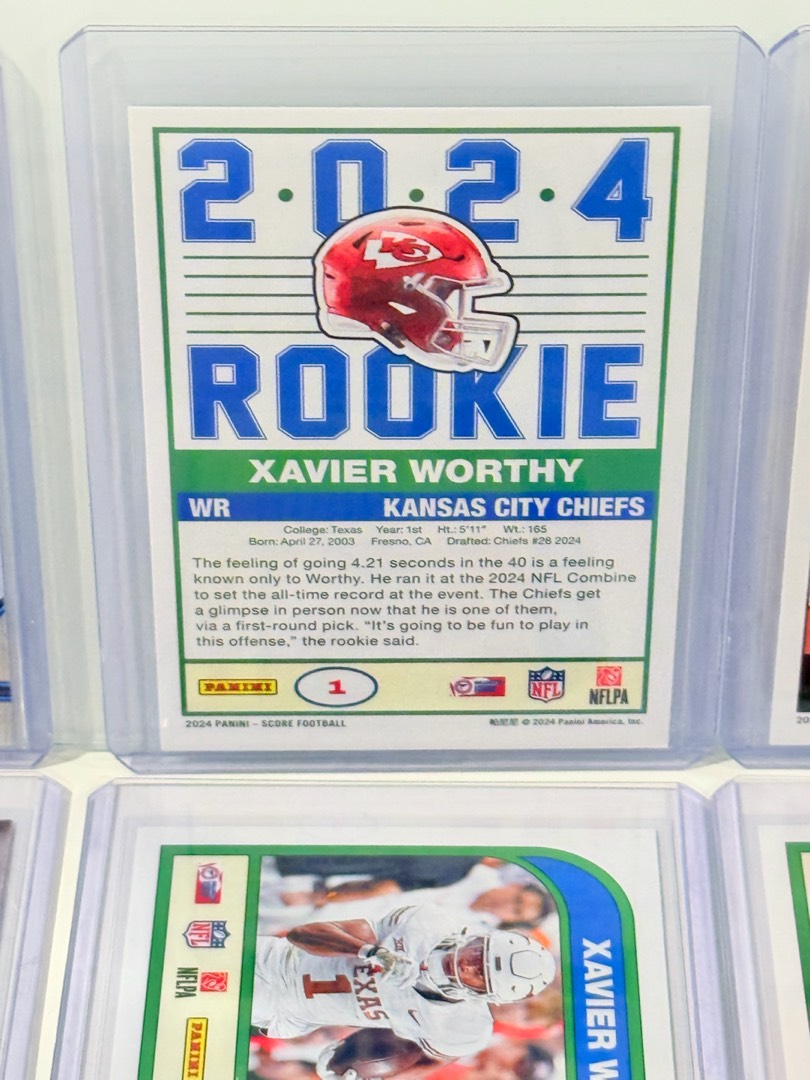 2·0·2·4
KC
ROOKIE
XAVIER WORTHY
WR KANSAS CITY CHIEFS
College: Texas Year: 1st Ht.: 5'11" Wt.: 165
Born: April 27, 2003 Fresno, CA Drafted: Chiefs #28 2024
The feeling of going 4.21 seconds in the 40 is a feeling
known only to Worthy. He ran it at the 2024 NFL Combine
to set the all-time record at the event. The Chiefs get
a glimpse in person now that he is one of them,
via a first-round pick. “It’s going to be fun to play in
this offense,” the rookie said.
PANINI 1 NFL NFLPA
2024 PANINI – SCORE FOOTBALL 帕尼尼 © 2024 Panini America, Inc.
XAVIER W
TEXAS
1
NFL
NFLPA
PANINI
20